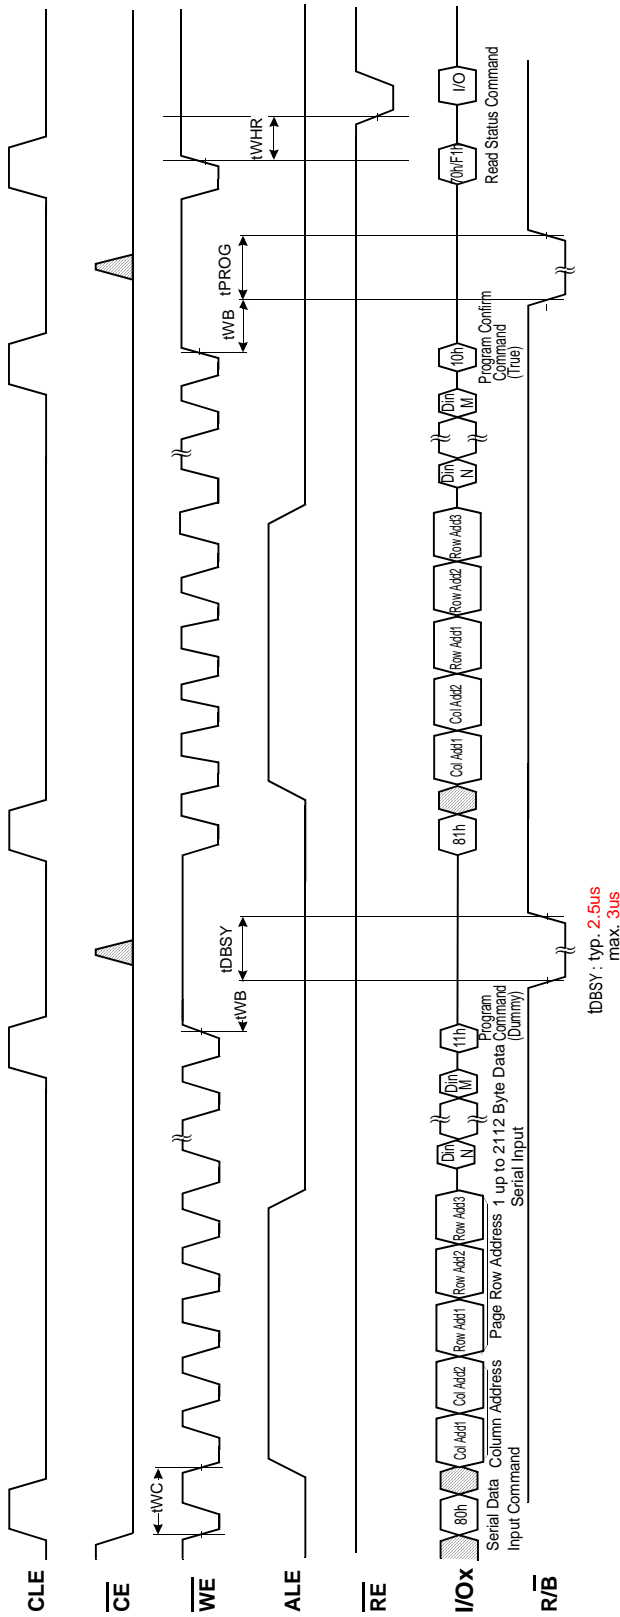 CLE
CE
WE
tWC
tWB
tDBSY
tWB
tPROG
tWHR
ALE
RE
I/Ox
80h
Col Add1
Col Add2
Row Add1
Row Add2
Row Add3
Din
N
Din
M
11h
81h
Col Add1
Col Add2
Row Add1
Row Add2
Row Add3
Din
N
Din
M
10h
70h/F1h
I/O
Serial Data
Input Command
Column Address
Page Row Address
1 up to 2112 Byte Data
Serial Input
Program
Command
(Dummy)
Program Confirm
Command
(True)
Read Status Command
R/B
tDBSY : typ. 2.5us
max. 3us